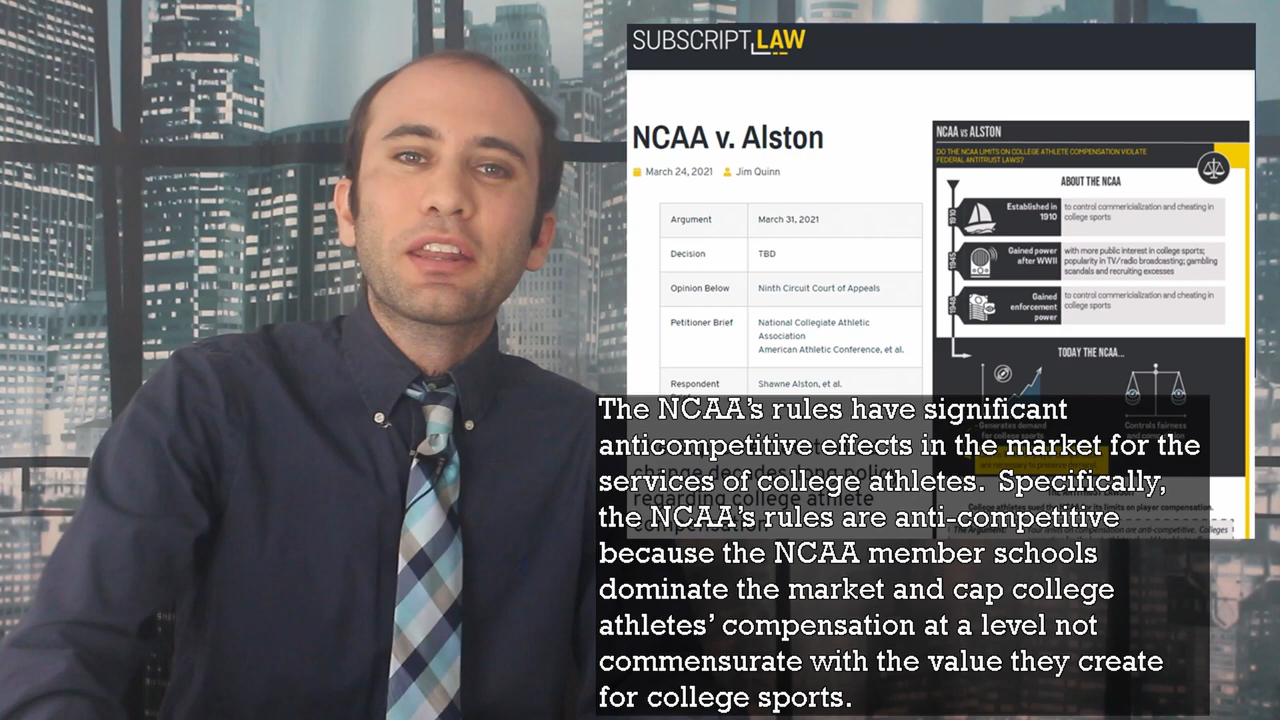 SUBSCRIPT LAW
NCAA v. Alston
March 24, 2021 Jim Quinn
Argument March 31, 2021
Decision TBD
Opinion Below Ninth Circuit Court of Appeals
Petitioner Brief National Collegiate Athletic
Association
American Athletic Conference, et al.
Respondent Shawne Alston, et al.
NCAA vs ALSTON
DO THE NCAA LIMITS ON COLLEGE ATHLETE COMPENSATION VIOLATE
FEDERAL ANTITRUST LAWS?
ABOUT THE NCAA
1910
Established in
1910
to control commericialization and cheating in
college sports
1945
Gained power
after WWII
with more public interest in college sports;
popularity in TV/radio broadcasting; gambling
scandals and recruiting excesses
1948
Gained
enforcement
power
to control commericialization and cheating in
college sports
TODAY THE NCAA...
The NCAA's rules have significant
anticompetitive effects in the market for the
services of college athletes. Specifically,
the NCAA's rules are anti-competitive
because the NCAA member schools
dominate the market and cap college
athletes' compensation at a level not
commensurate with the value they create
for college sports.